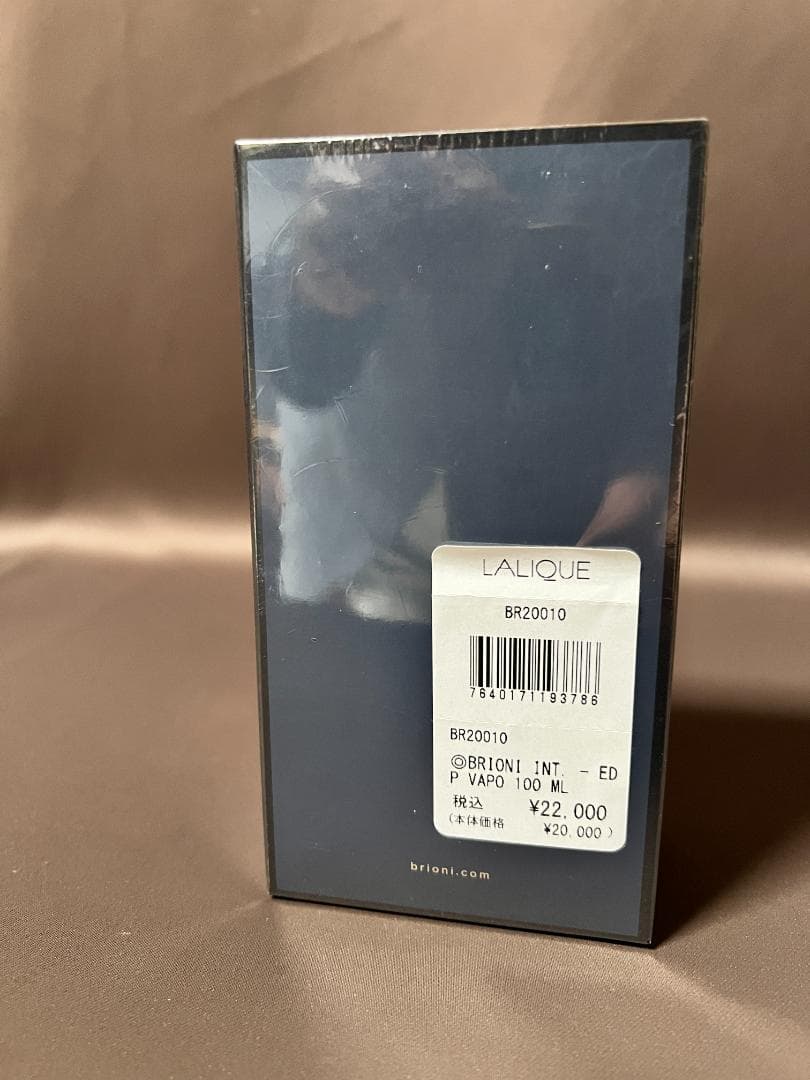 LALIQUE
BR20010
7640171193786
BR20010
◎BRIONI INT. - ED
P VAPO 100 ML
税込 ¥22,000
(本体価格 ¥20,000)
brioni.com